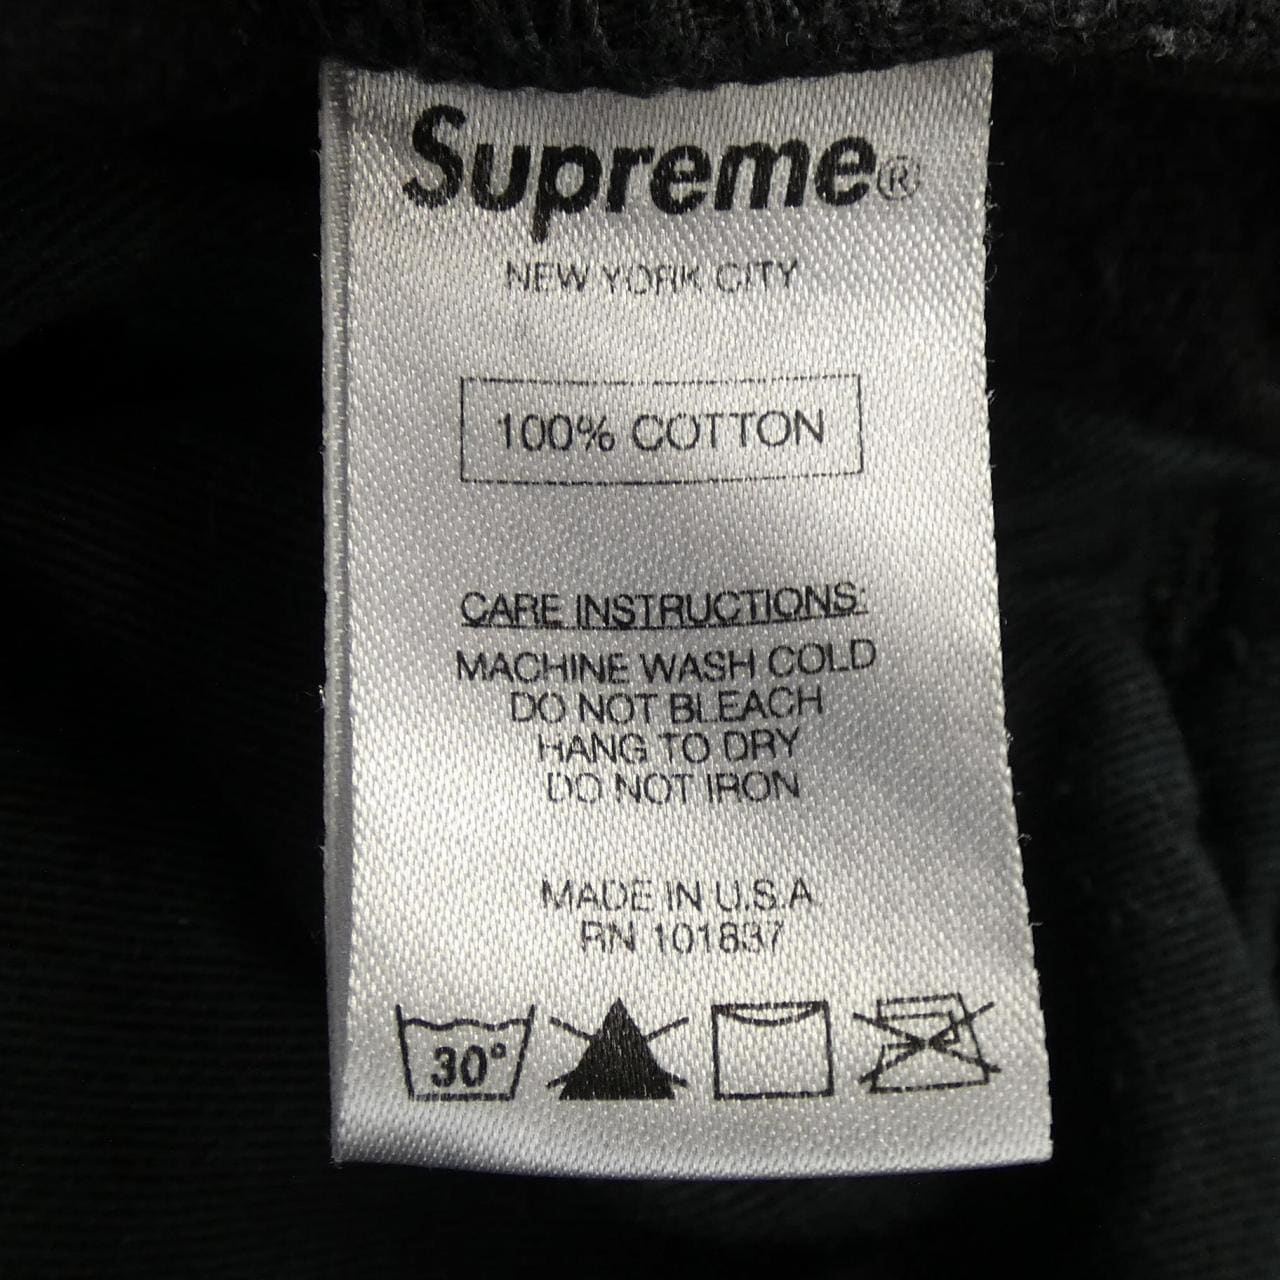 Supreme®
NEW YORK CITY
100% COTTON
CARE INSTRUCTIONS:
MACHINE WASH COLD
DO NOT BLEACH
HANG TO DRY
DO NOT IRON
MADE IN U.S.A
RN 101837
30°